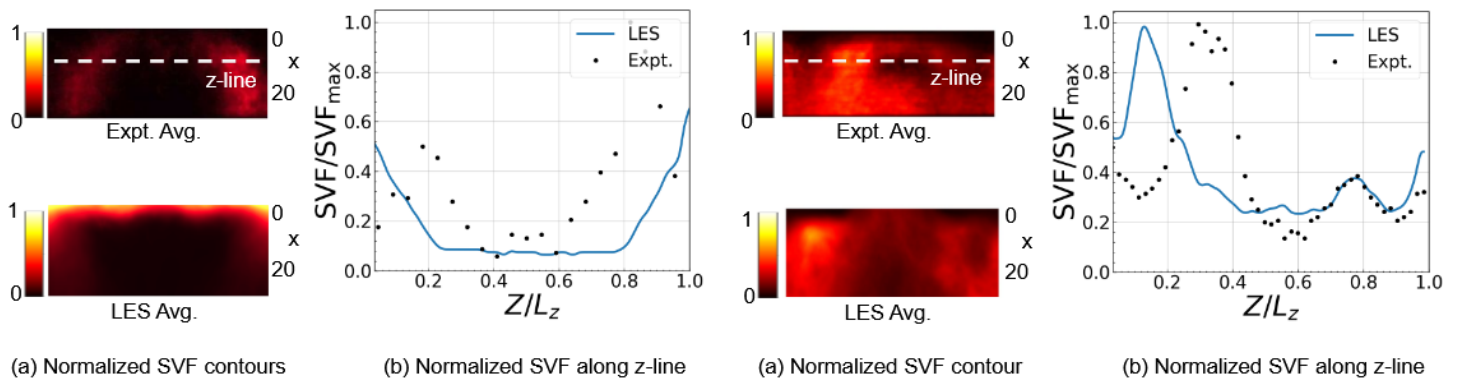 1
0
0
x
20
z-line
Expt. Avg.
1
0
0
x
20
LES Avg.
(a) Normalized SVF contours
SVF/SVF_max
1.0
0.8
0.6
0.4
0.2
0.0
0.2
0.4
0.6
0.8
1.0
Z/L_z
LES
Expt.
(b) Normalized SVF along z-line
1
0
0
x
20
z-line
Expt. Avg.
1
0
0
x
20
LES Avg.
(a) Normalized SVF contour
SVF/SVF_max
1.0
0.8
0.6
0.4
0.2
0.0
0.2
0.4
0.6
0.8
1.0
Z/L_z
LES
Expt.
(b) Normalized SVF along z-line